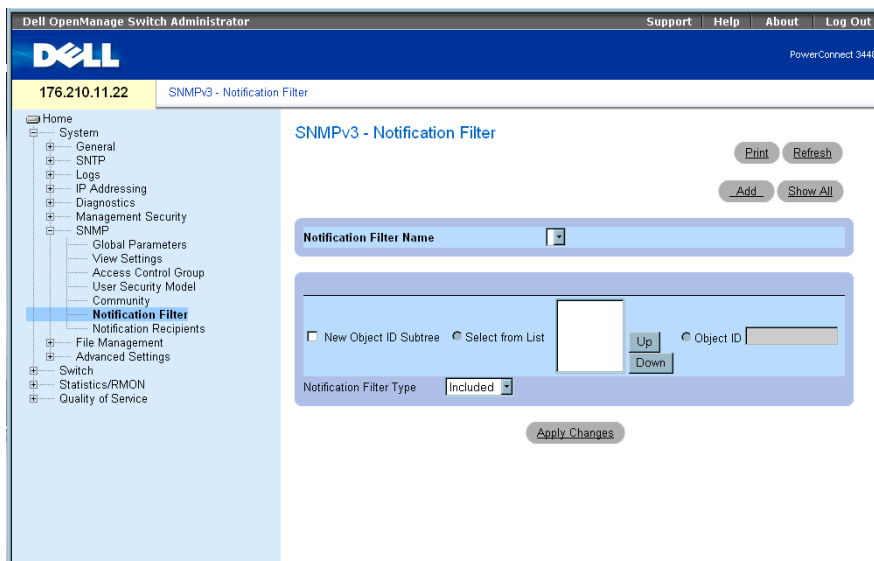 Dell OpenManage Switch Administrator
Support Help About Log Out
DELL
PowerConnect 3448
176.210.11.22
SNMPv3 - Notification Filter
Home
System
General
SNTP
Logs
IP Addressing
Diagnostics
Management Security
SNMP
Global Parameters
View Settings
Access Control Group
User Security Model
Community
Notification Filter
Notification Recipients
File Management
Advanced Settings
Switch
Statistics/RMON
Quality of Service
SNMPv3 - Notification Filter
Print Refresh
Add Show All
Notification Filter Name
New Object ID Subtree Select from List Up Down Object ID
Notification Filter Type Included
Apply Changes